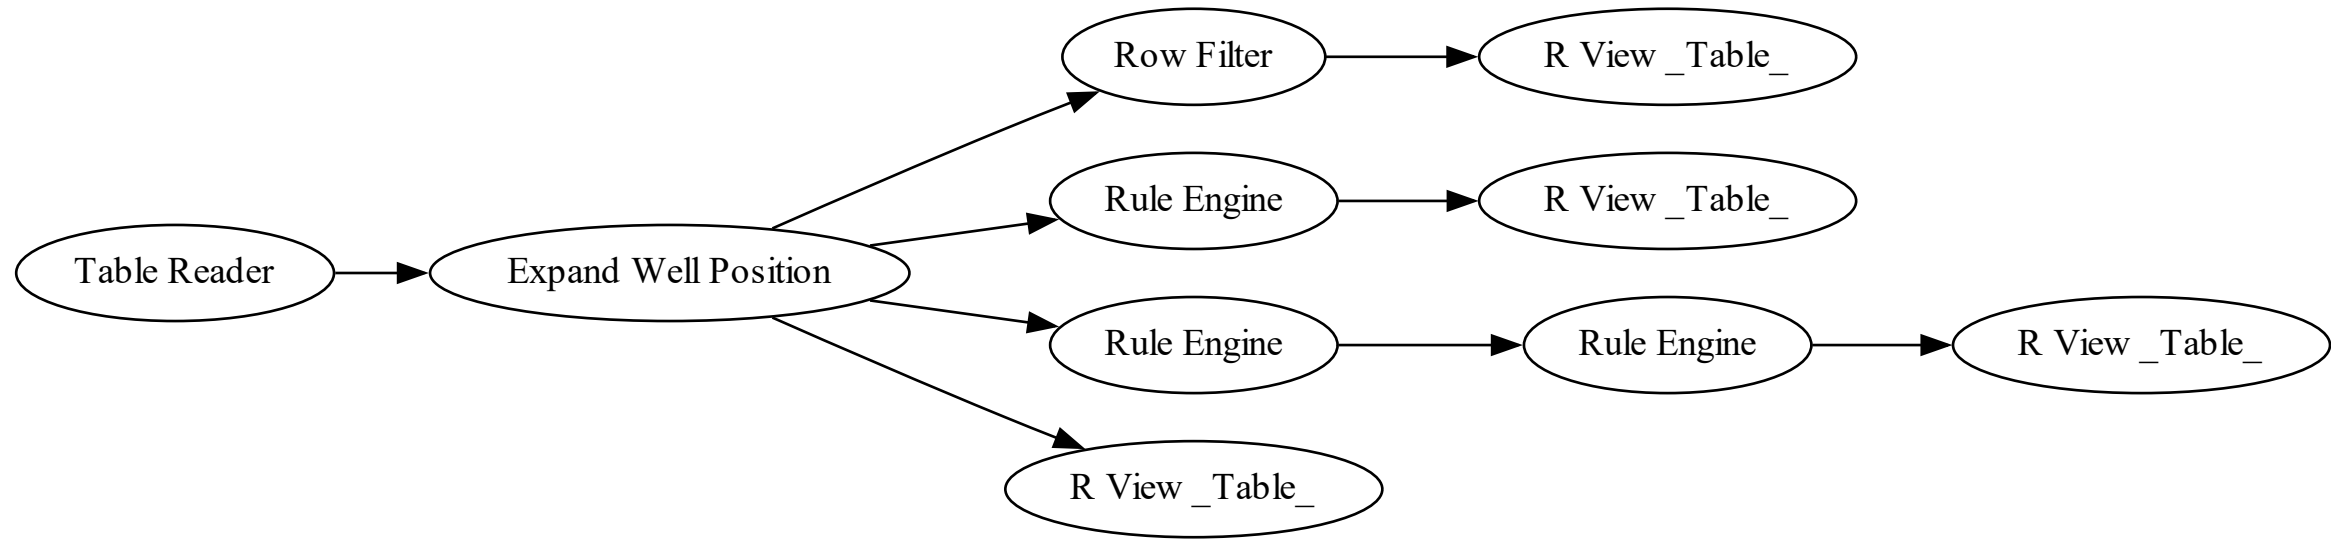 Row Filter
R View _Table_
Rule Engine
R View _Table_
Table Reader
Expand Well Position
Rule Engine
Rule Engine
R View _Table_
R View _Table_